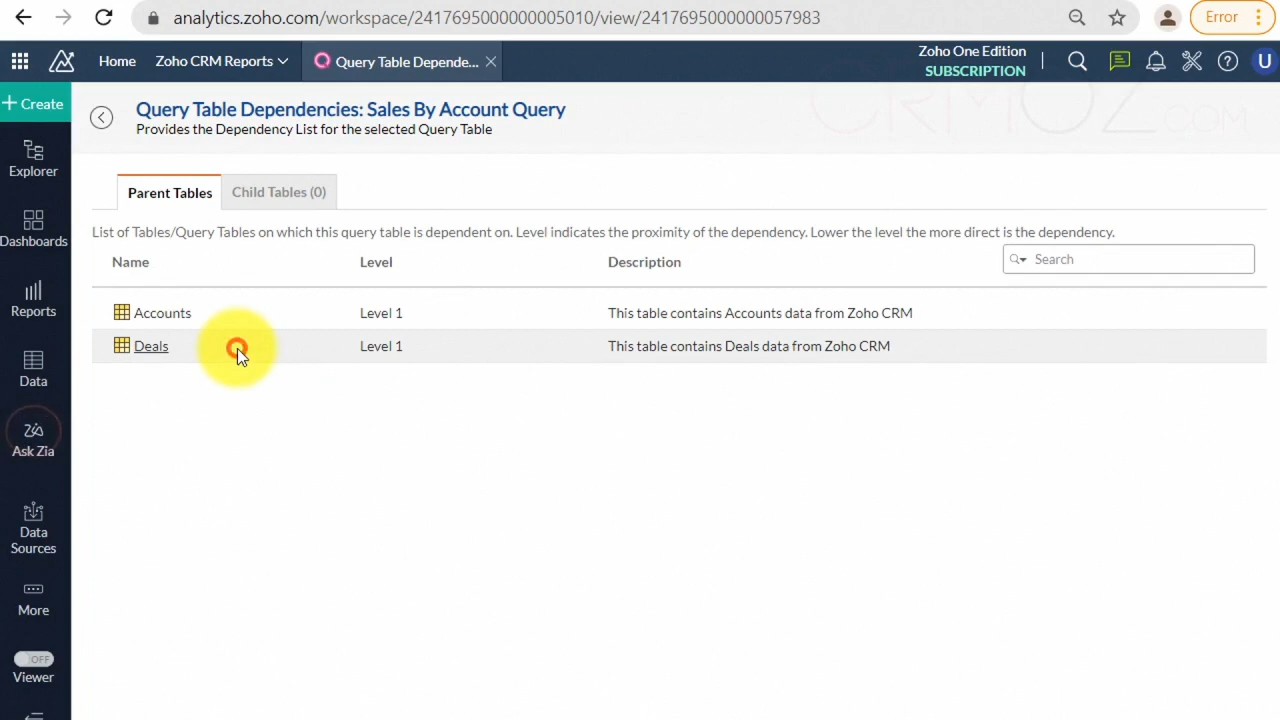 analytics.zoho.com/workspace/2417695000000005010/view/2417695000000057983
Error
Home
Zoho CRM Reports
Query Table Depende...
Zoho One Edition
SUBSCRIPTION
U
+ Create
Query Table Dependencies: Sales By Account Query
Provides the Dependency List for the selected Query Table
CRMOZ.COM
Explorer
Dashboards
Reports
Data
Ask Zia
Data
Sources
More
OFF
Viewer
Parent Tables
Child Tables (0)
List of Tables/Query Tables on which this query table is dependent on. Level indicates the proximity of the dependency. Lower the level the more direct is the dependency.
Name
Level
Description
Search
Accounts
Level 1
This table contains Accounts data from Zoho CRM
Deals
Level 1
This table contains Deals data from Zoho CRM